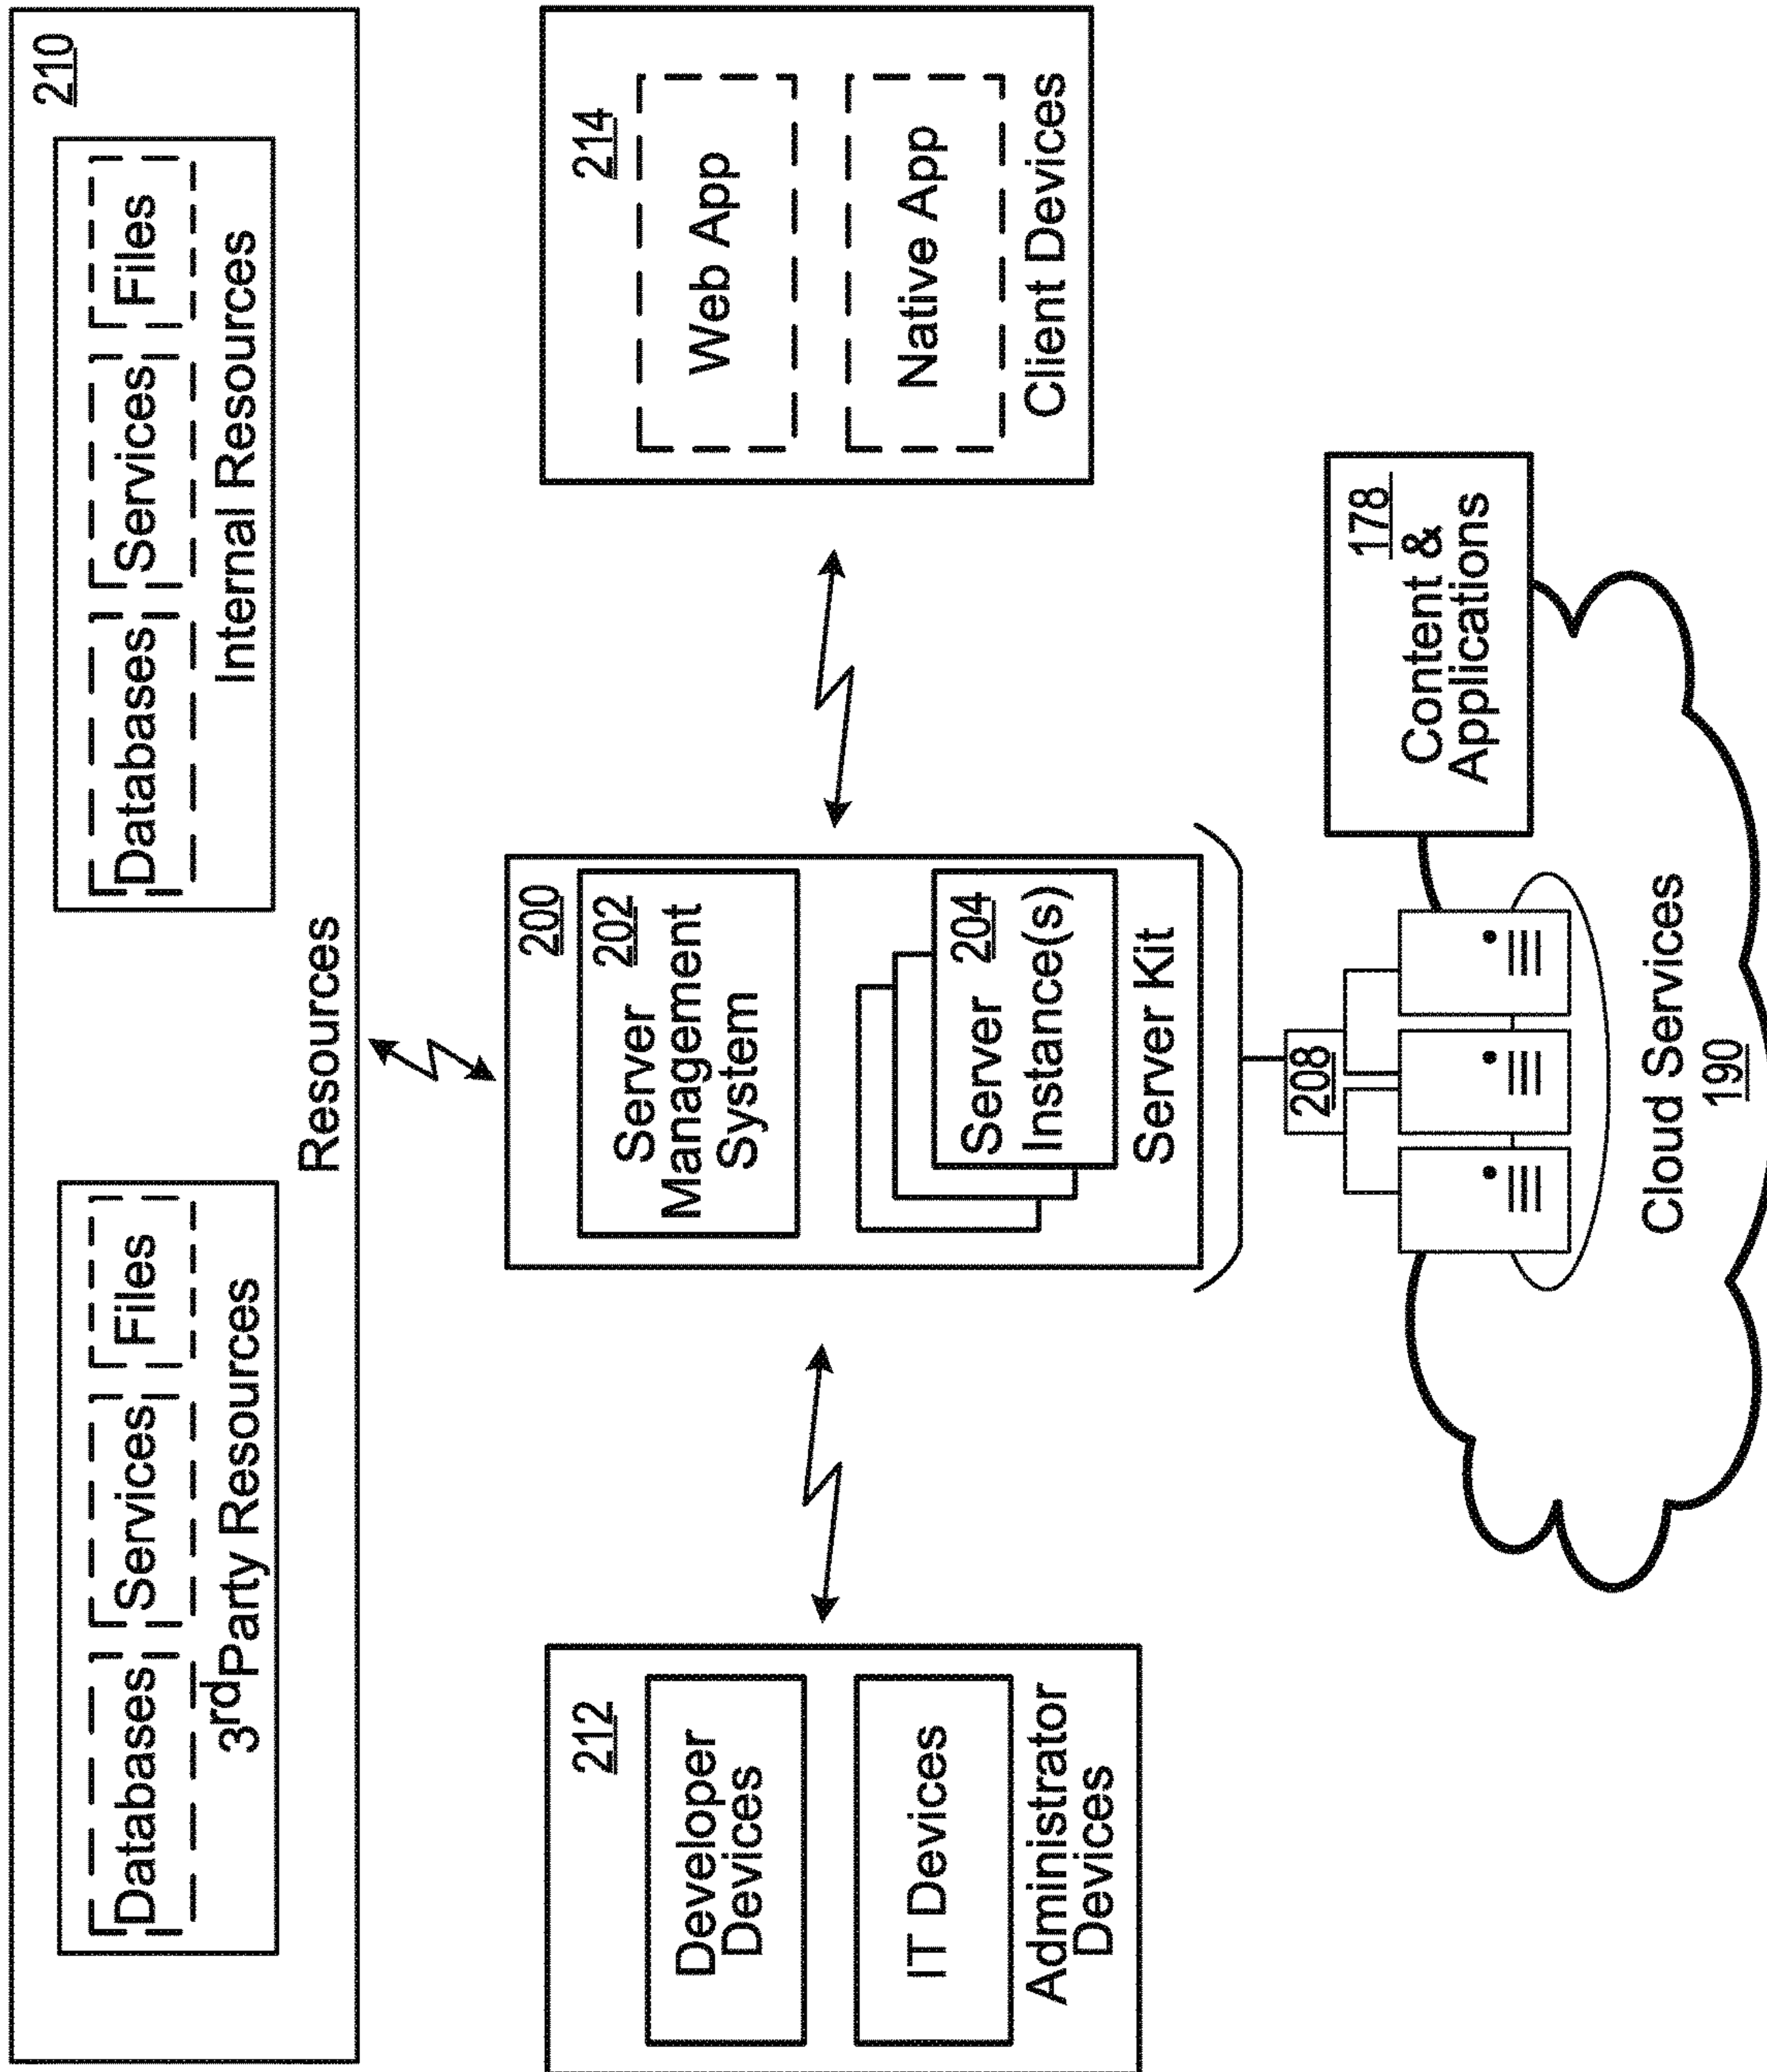 210
Databases
Services
Files
3rd Party Resources
Databases
Services
Files
Internal Resources
Resources
212
Developer
Devices
IT Devices
Administrator
Devices
200
202
Server
Management
System
204
Server
Instance(s)
Server Kit
214
Web App
Native App
Client Devices
208
178
Content &
Applications
Cloud Services
190